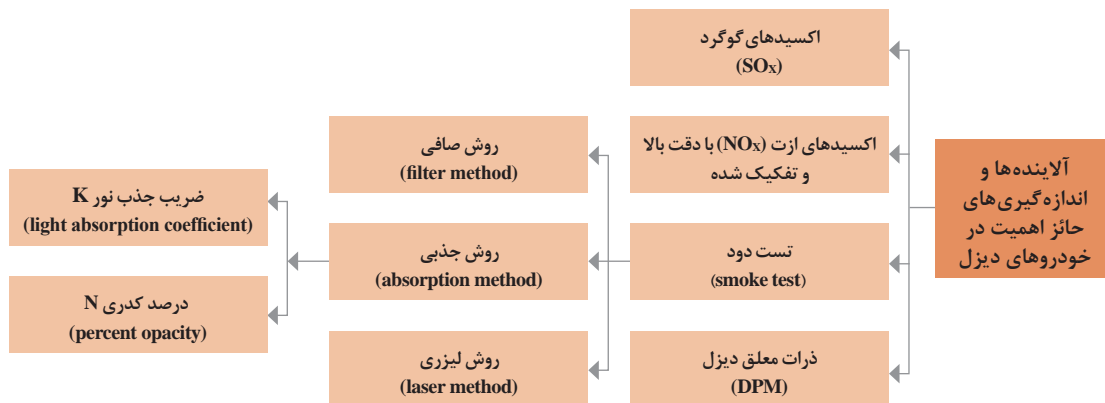 آلاینده‌ها و
اندازه‌گیری‌های
حائز اهمیت در
خودروهای دیزل
اکسیدهای گوگرد
(SOx)
اکسیدهای ازت (NOx) با دقت بالا
و تفکیک شده
تست دود
(smoke test)
ذرات معلق دیزل
(DPM)
روش صافی
(filter method)
روش جذبی
(absorption method)
روش لیزری
(laser method)
ضریب جذب نور K
(light absorption coefficient)
درصد کدری N
(percent opacity)